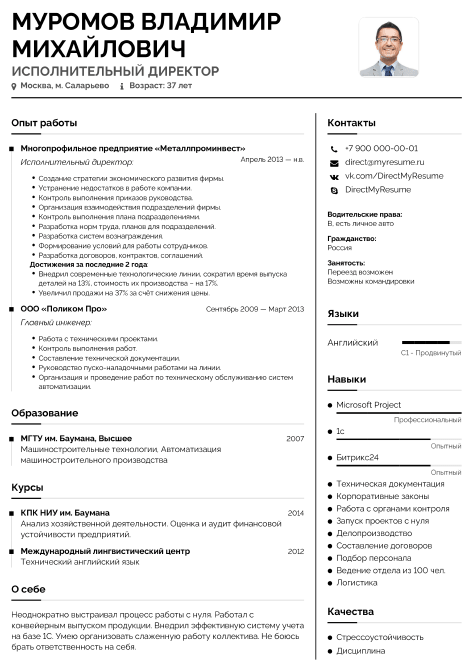 МУРОМОВ ВЛАДИМИР
МИХАЙЛОВИЧ
ИСПОЛНИТЕЛЬНЫЙ ДИРЕКТОР
Москва, м. Саларьево Возраст: 37 лет
Опыт работы
Многопрофильное предприятие «Металлпроминвест»
Исполнительный директор: Апрель 2013 — н.в.
Создание стратегии экономического развития фирмы.
Устранение недостатков в работе компании.
Контроль выполнения приказов руководства.
Организация взаимодействия подразделений фирмы.
Контроль выполнения плана подразделениями.
Разработка норм труда, планов для подразделений.
Разработка систем вознаграждения.
Формирование условий для работы сотрудников.
Разработка договоров, контрактов, соглашений.
Достижения за последние 2 года:
Внедрил современные технологические линии, сократил время выпуска
деталей на 13%, стоимость их производства – на 17%.
Увеличил продажи на 37% за счёт снижения цены.
ООО «Поликом Про» Сентябрь 2009 — Март 2013
Главный инженер:
Работа с техническими проектами.
Контроль выполнения работ.
Составление технической документации.
Руководство пуско-наладочными работами на линии.
Организация и проведение работ по техническому обслуживанию систем
автоматизации.
Образование
МГТУ им. Баумана, Высшее 2007
Машиностроительные технологии, Автоматизация
машиностроительного производства
Курсы
КПК НИУ им. Баумана 2014
Анализ хозяйственной деятельности. Оценка и аудит финансовой
устойчивости предприятий.
Международный лингвистический центр 2012
Технический английский язык
О себе
Неоднократно выстраивал процесс работы с нуля. Работал с
конвейерным выпуском продукции. Внедрил эффективную систему учета
на базе 1С. Умею организовать слаженную работу коллектива. Не боюсь
брать ответственность на себя.
Контакты
+7 900 000-00-01
direct@myresume.ru
vk.com/DirectMyResume
DirectMyResume
Водительские права:
B, есть личное авто
Гражданство:
Россия
Занятость:
Переезд возможен
Возможны командировки
Языки
Английский
C1 - Продвинутый
Навыки
Microsoft Project
Профессиональный
1c
Опытный
Битрикс24
Опытный
Техническая документация
Корпоративные законы
Работа с органами контроля
Запуск проектов с нуля
Делопроизводство
Составление договоров
Подбор персонала
Ведение отдела из 100 чел.
Логистика
Качества
Стрессоустойчивость
Дисциплина